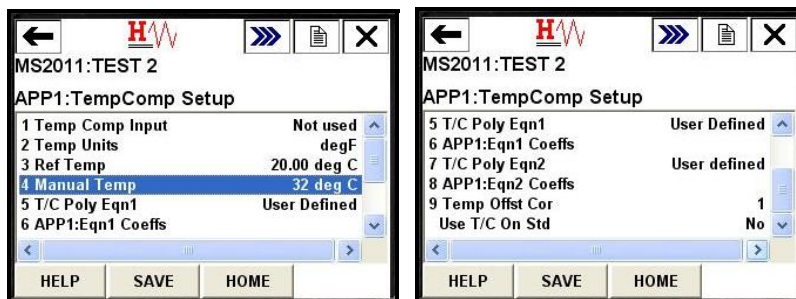 H
MS2011:TEST 2
APP1:TempComp Setup
1 Temp Comp Input Not used
2 Temp Units degF
3 Ref Temp 20.00 deg C
4 Manual Temp 32 deg C
5 T/C Poly Eqn1 User Defined
6 APP1:Eqn1 Coeffs
HELP SAVE HOME
H
MS2011:TEST 2
APP1:TempComp Setup
5 T/C Poly Eqn1 User Defined
6 APP1:Eqn1 Coeffs
7 T/C Poly Eqn2 User defined
8 APP1:Eqn2 Coeffs
9 Temp Offst Cor 1
Use T/C On Std No
HELP SAVE HOME